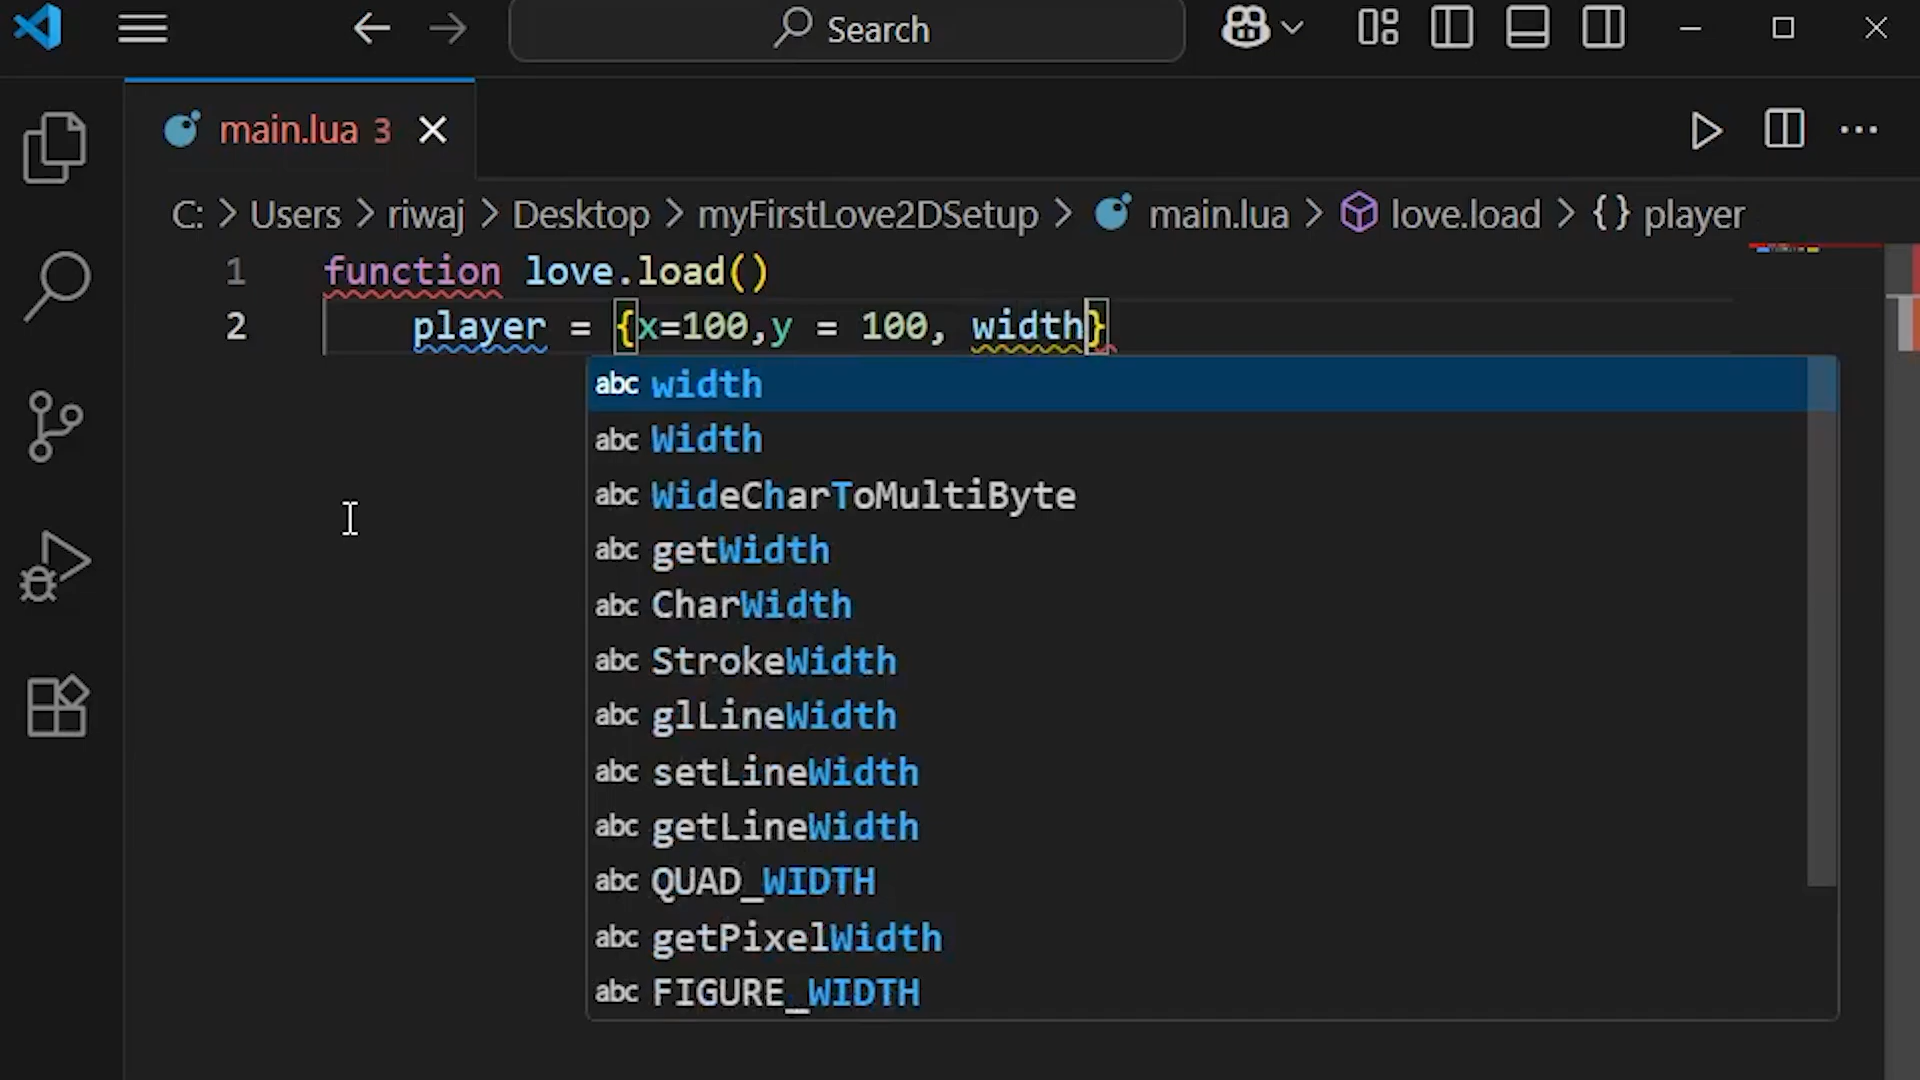 Search
main.lua 3
C: > Users > riwaj > Desktop > myFirstLove2DSetup > main.lua > love.load > {} player
1 function love.load()
2 player = {x=100,y = 100, width}
abc width
abc Width
abc WideCharToMultiByte
abc getWidth
abc CharWidth
abc StrokeWidth
abc glLineWidth
abc setLineWidth
abc getLineWidth
abc QUAD_WIDTH
abc getPixelWidth
abc FIGURE_WIDTH